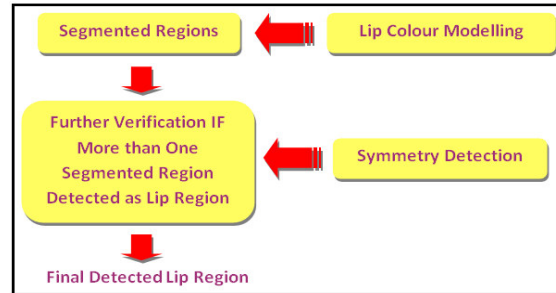 Segmented Regions
Lip Colour Modelling
Further Verification IF
More than One
Segmented Region
Detected as Lip Region
Symmetry Detection
Final Detected Lip Region